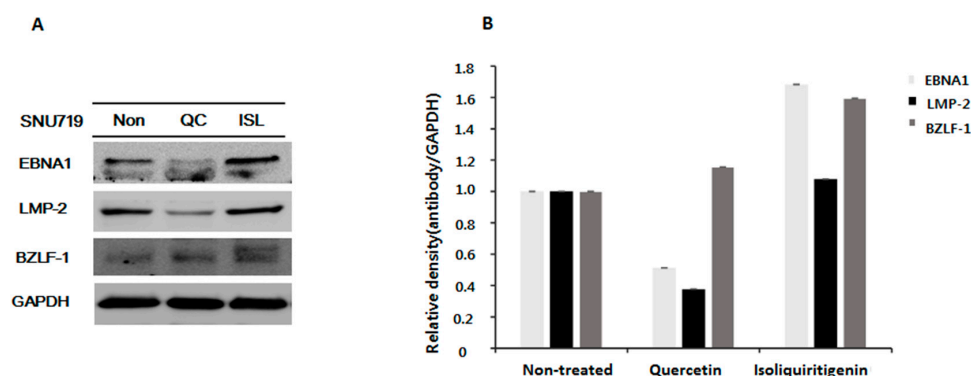 A
SNU719 Non QC ISL
EBNA1
LMP-2
BZLF-1
GAPDH
B
Relative density(antibody/GAPDH)
1.8
1.6
1.4
1.2
1.0
0.8
0.6
0.4
0.2
0
Non-treated Quercetin Isoliquiritigenin
EBNA1
LMP-2
BZLF-1